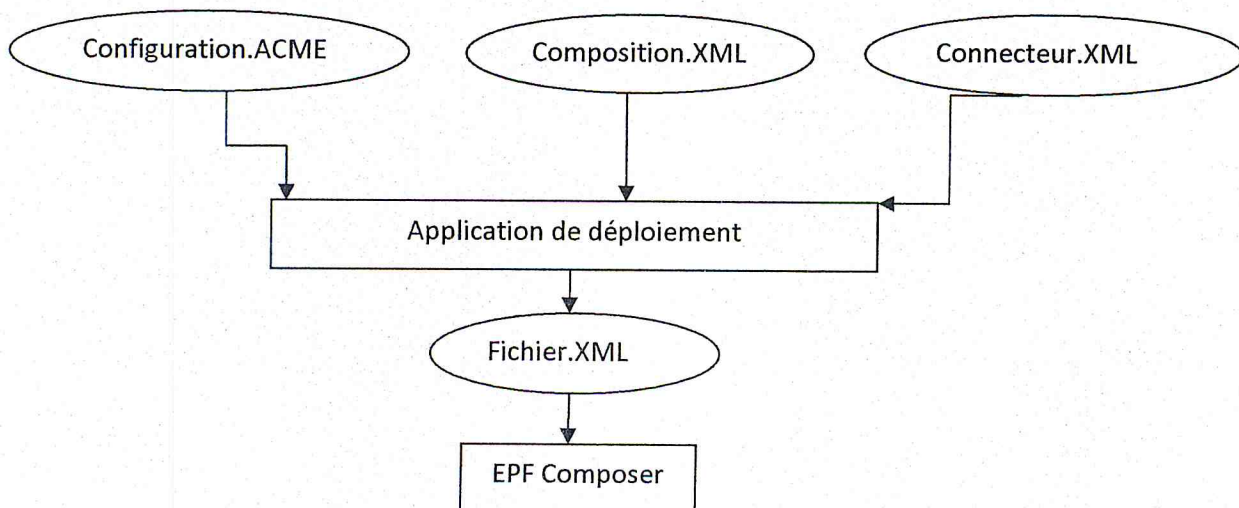 Configuration.ACME
Composition.XML
Connecteur.XML
Application de déploiement
Fichier.XML
EPF Composer